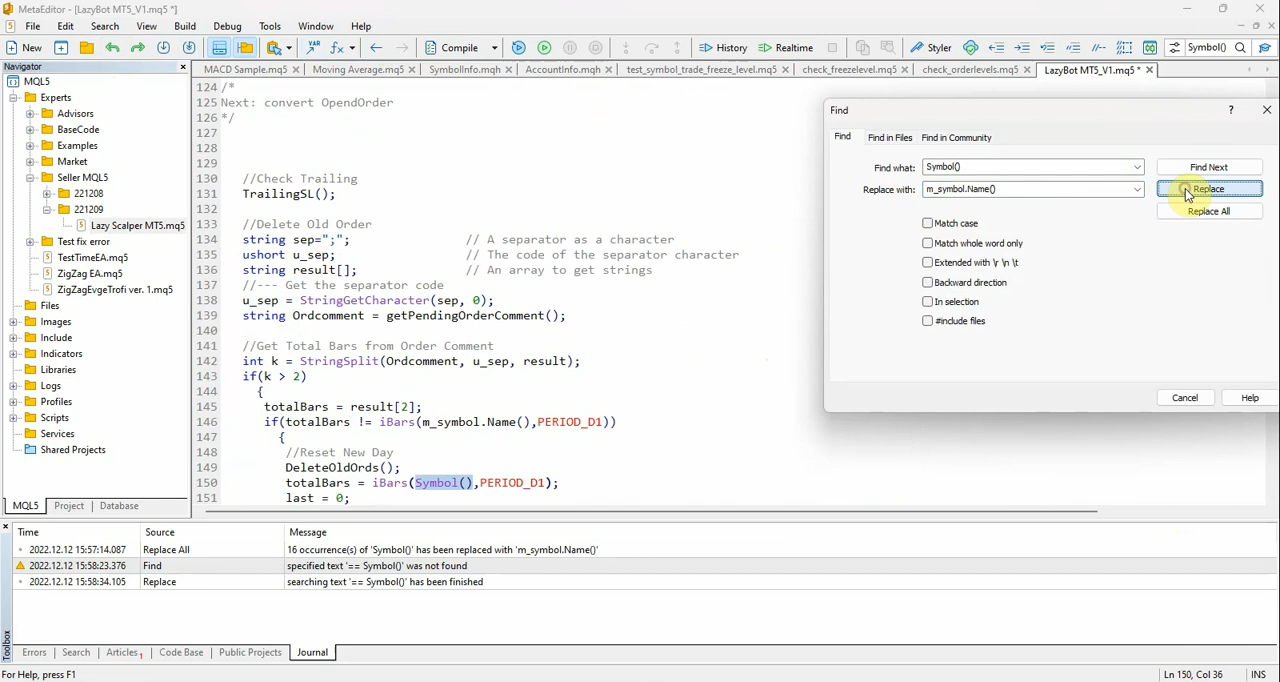 MetaEditor - [LazyBot MT5_V1.mq5 *]
File Edit Search View Build Debug Tools Window Help
New Compile History Realtime Styler Symbol()
Navigator
MACD Sample.mq5 Moving Average.mq5 SymbolInfo.mqh AccountInfo.mqh test_symbol_trade_freeze_level.mq5 check_freezelevel.mq5 check_orderlevels.mq5 LazyBot MT5_V1.mq5 *
MQL5
Experts
Advisors
BaseCode
Examples
Market
Seller MQL5
221208
221209
Lazy Scalper MT5.mq5
Test fix error
TestTimeEA.mq5
ZigZag EA.mq5
ZigZagEvgeTrofi ver. 1.mq5
Files
Images
Include
Indicators
Libraries
Logs
Profiles
Scripts
Services
Shared Projects
MQL5 Project Database
124 /*
125 Next: convert OpendOrder
126 */
127
128
129
130 //Check Trailing
131 TrailingSL();
132
133 //Delete Old Order
134 string sep=";"; // A separator as a character
135 ushort u_sep; // The code of the separator character
136 string result[]; // An array to get strings
137 //--- Get the separator code
138 u_sep = StringGetCharacter(sep, 0);
139 string Ordcomment = getPendingOrderComment();
140
141 //Get Total Bars from Order Comment
142 int k = StringSplit(Ordcomment, u_sep, result);
143 if(k > 2)
144 {
145 totalBars = result[2];
146 if(totalBars != iBars(m_symbol.Name(),PERIOD_D1))
147 {
148 //Reset New Day
149 DeleteOldOrds();
150 totalBars = iBars(Symbol(),PERIOD_D1);
151 last = 0;
Find ?
Find Find in Files Find in Community
Find what: Symbol() Find Next
Replace with: m_symbol.Name() Replace
Replace All
Match case
Match whole word only
Extended with \r \n \t
Backward direction
In selection
#include files
Cancel Help
Time Source Message
2022.12.12 15:57:14.087 Replace All 16 occurrence(s) of 'Symbol()' has been replaced with 'm_symbol.Name()'
2022.12.12 15:58:23.376 Find specified text '== Symbol()' was not found
2022.12.12 15:58:34.105 Replace searching text '== Symbol()' has been finished
Toolbox
Errors Search Articles 1 Code Base Public Projects Journal
For Help, press F1 Ln 150, Col 36 INS